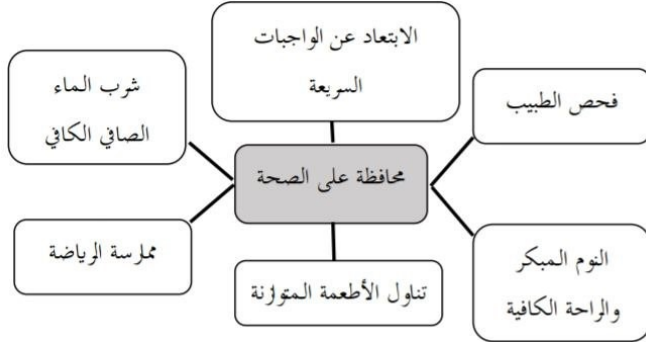 الابتعاد عن الواجبات
السريعة
فحص الطبيب
شرب الماء
الصافي الكافي
محافظة على الصحة
النوم المبكر
والراحة الكافية
تناول الأطعمة المتوازنة
ممارسة الرياضة